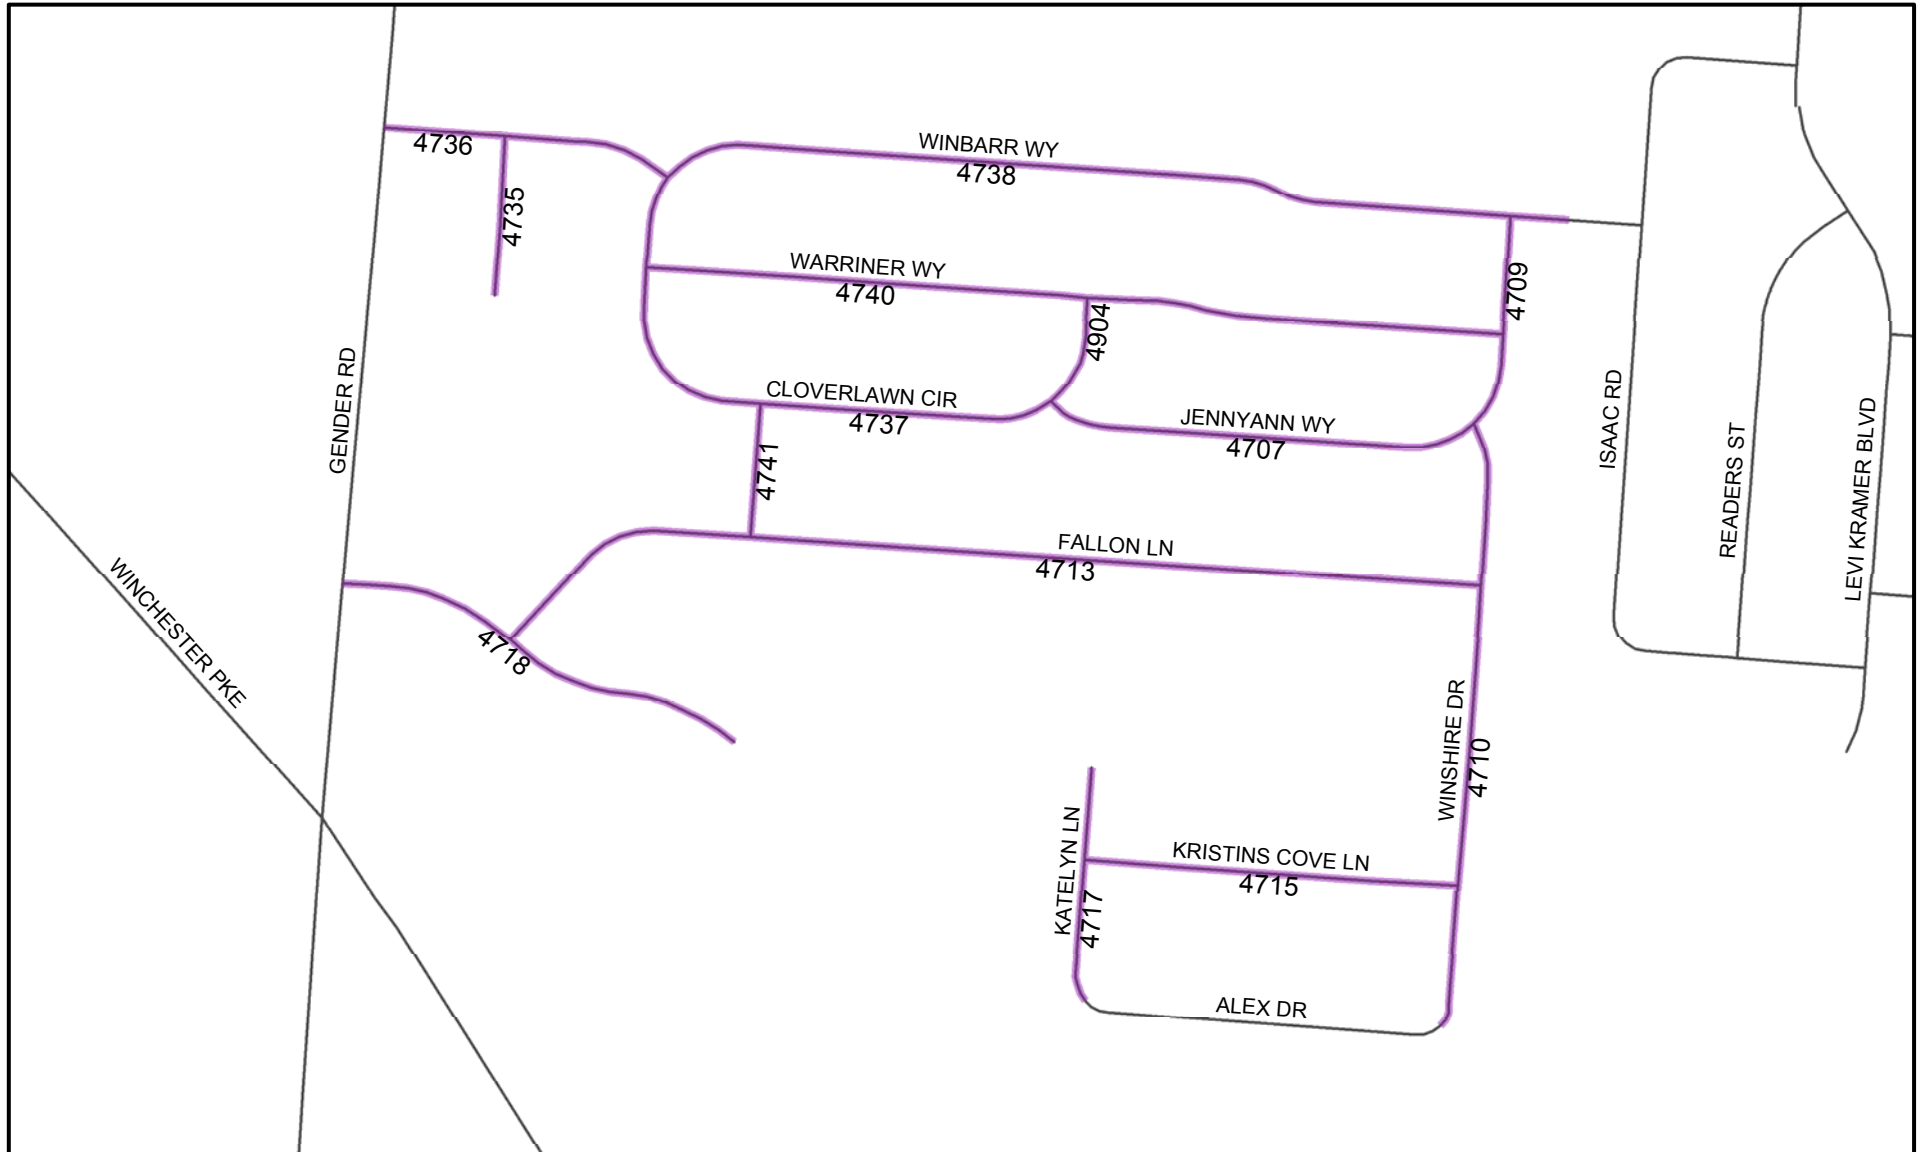 4736
WINBARR WY
4738
4735
WARRINER WY
4740
4709
4904
GENDER RD
CLOVERLAWN CIR
4737
JENNYANN WY
4707
ISAAC RD
READERS ST
LEVI KRAMER BLVD
4741
FALLON LN
4713
WINCHESTER PKE
4718
WINSHIRE DR
4710
KATELYN LN
4717
KRISTINS COVE LN
4715
ALEX DR